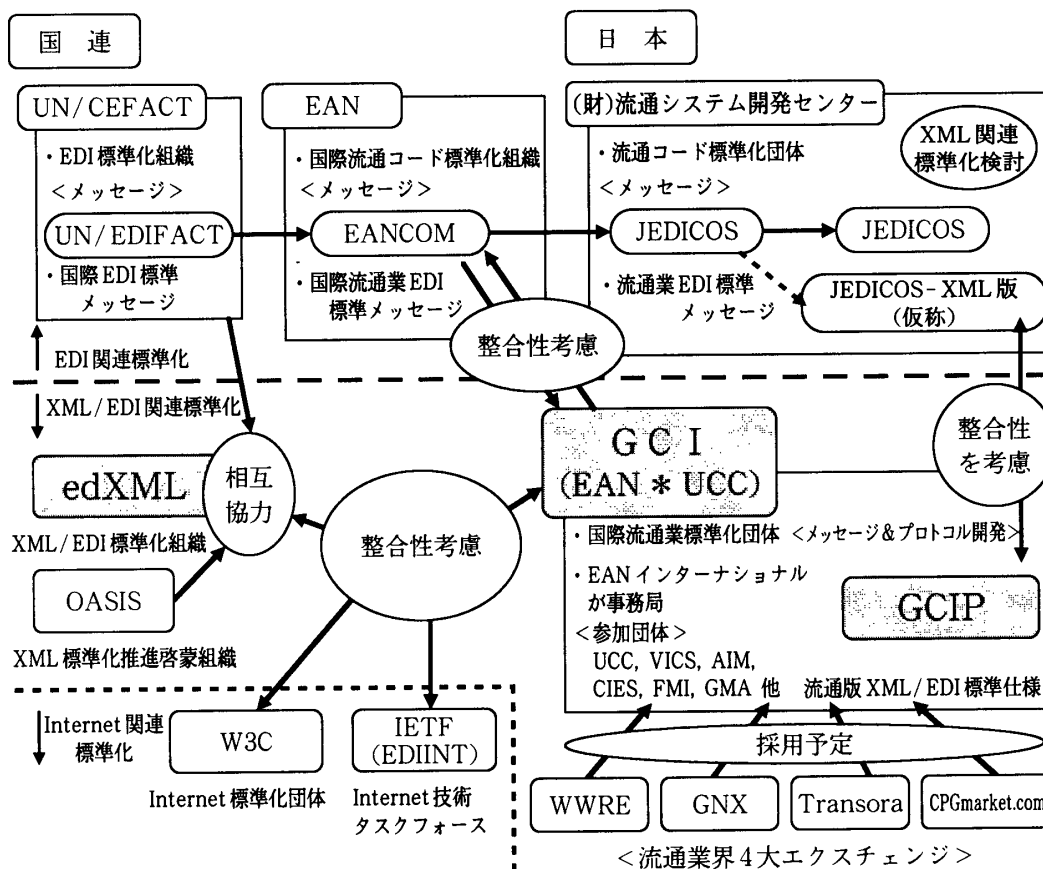 国連
日本
UN/CEFACT
・EDI標準化組織
<メッセージ>
UN/EDIFACT
・国際EDI標準
メッセージ
EAN
・国際流通コード標準化組織
<メッセージ>
EANCOM
・国際流通業EDI
標準メッセージ
(財)流通システム開発センター
・流通コード標準化団体
<メッセージ>
XML関連
標準化検討
JEDICOS
JEDICOS
・流通業EDI標準
メッセージ
JEDICOS-XML版
(仮称)
整合性考慮
EDI関連標準化
XML/EDI関連標準化
edXML
相互
協力
XML/EDI標準化組織
OASIS
XML標準化推進啓蒙組織
整合性考慮
GCI
(EAN*UCC)
整合性
を考慮
・国際流通業標準化団体 <メッセージ&プロトコル開発>
・EANインターナショナル
が事務局
<参加団体>
UCC, VICS, AIM,
CIES, FMI, GMA 他
GCIP
流通版XML/EDI標準仕様
Internet関連
標準化
W3C
Internet標準化団体
IETF
(EDIINT)
Internet技術
タスクフォース
採用予定
WWRE
GNX
Transora
CPGmarket.com
<流通業界4大エクスチェンジ>